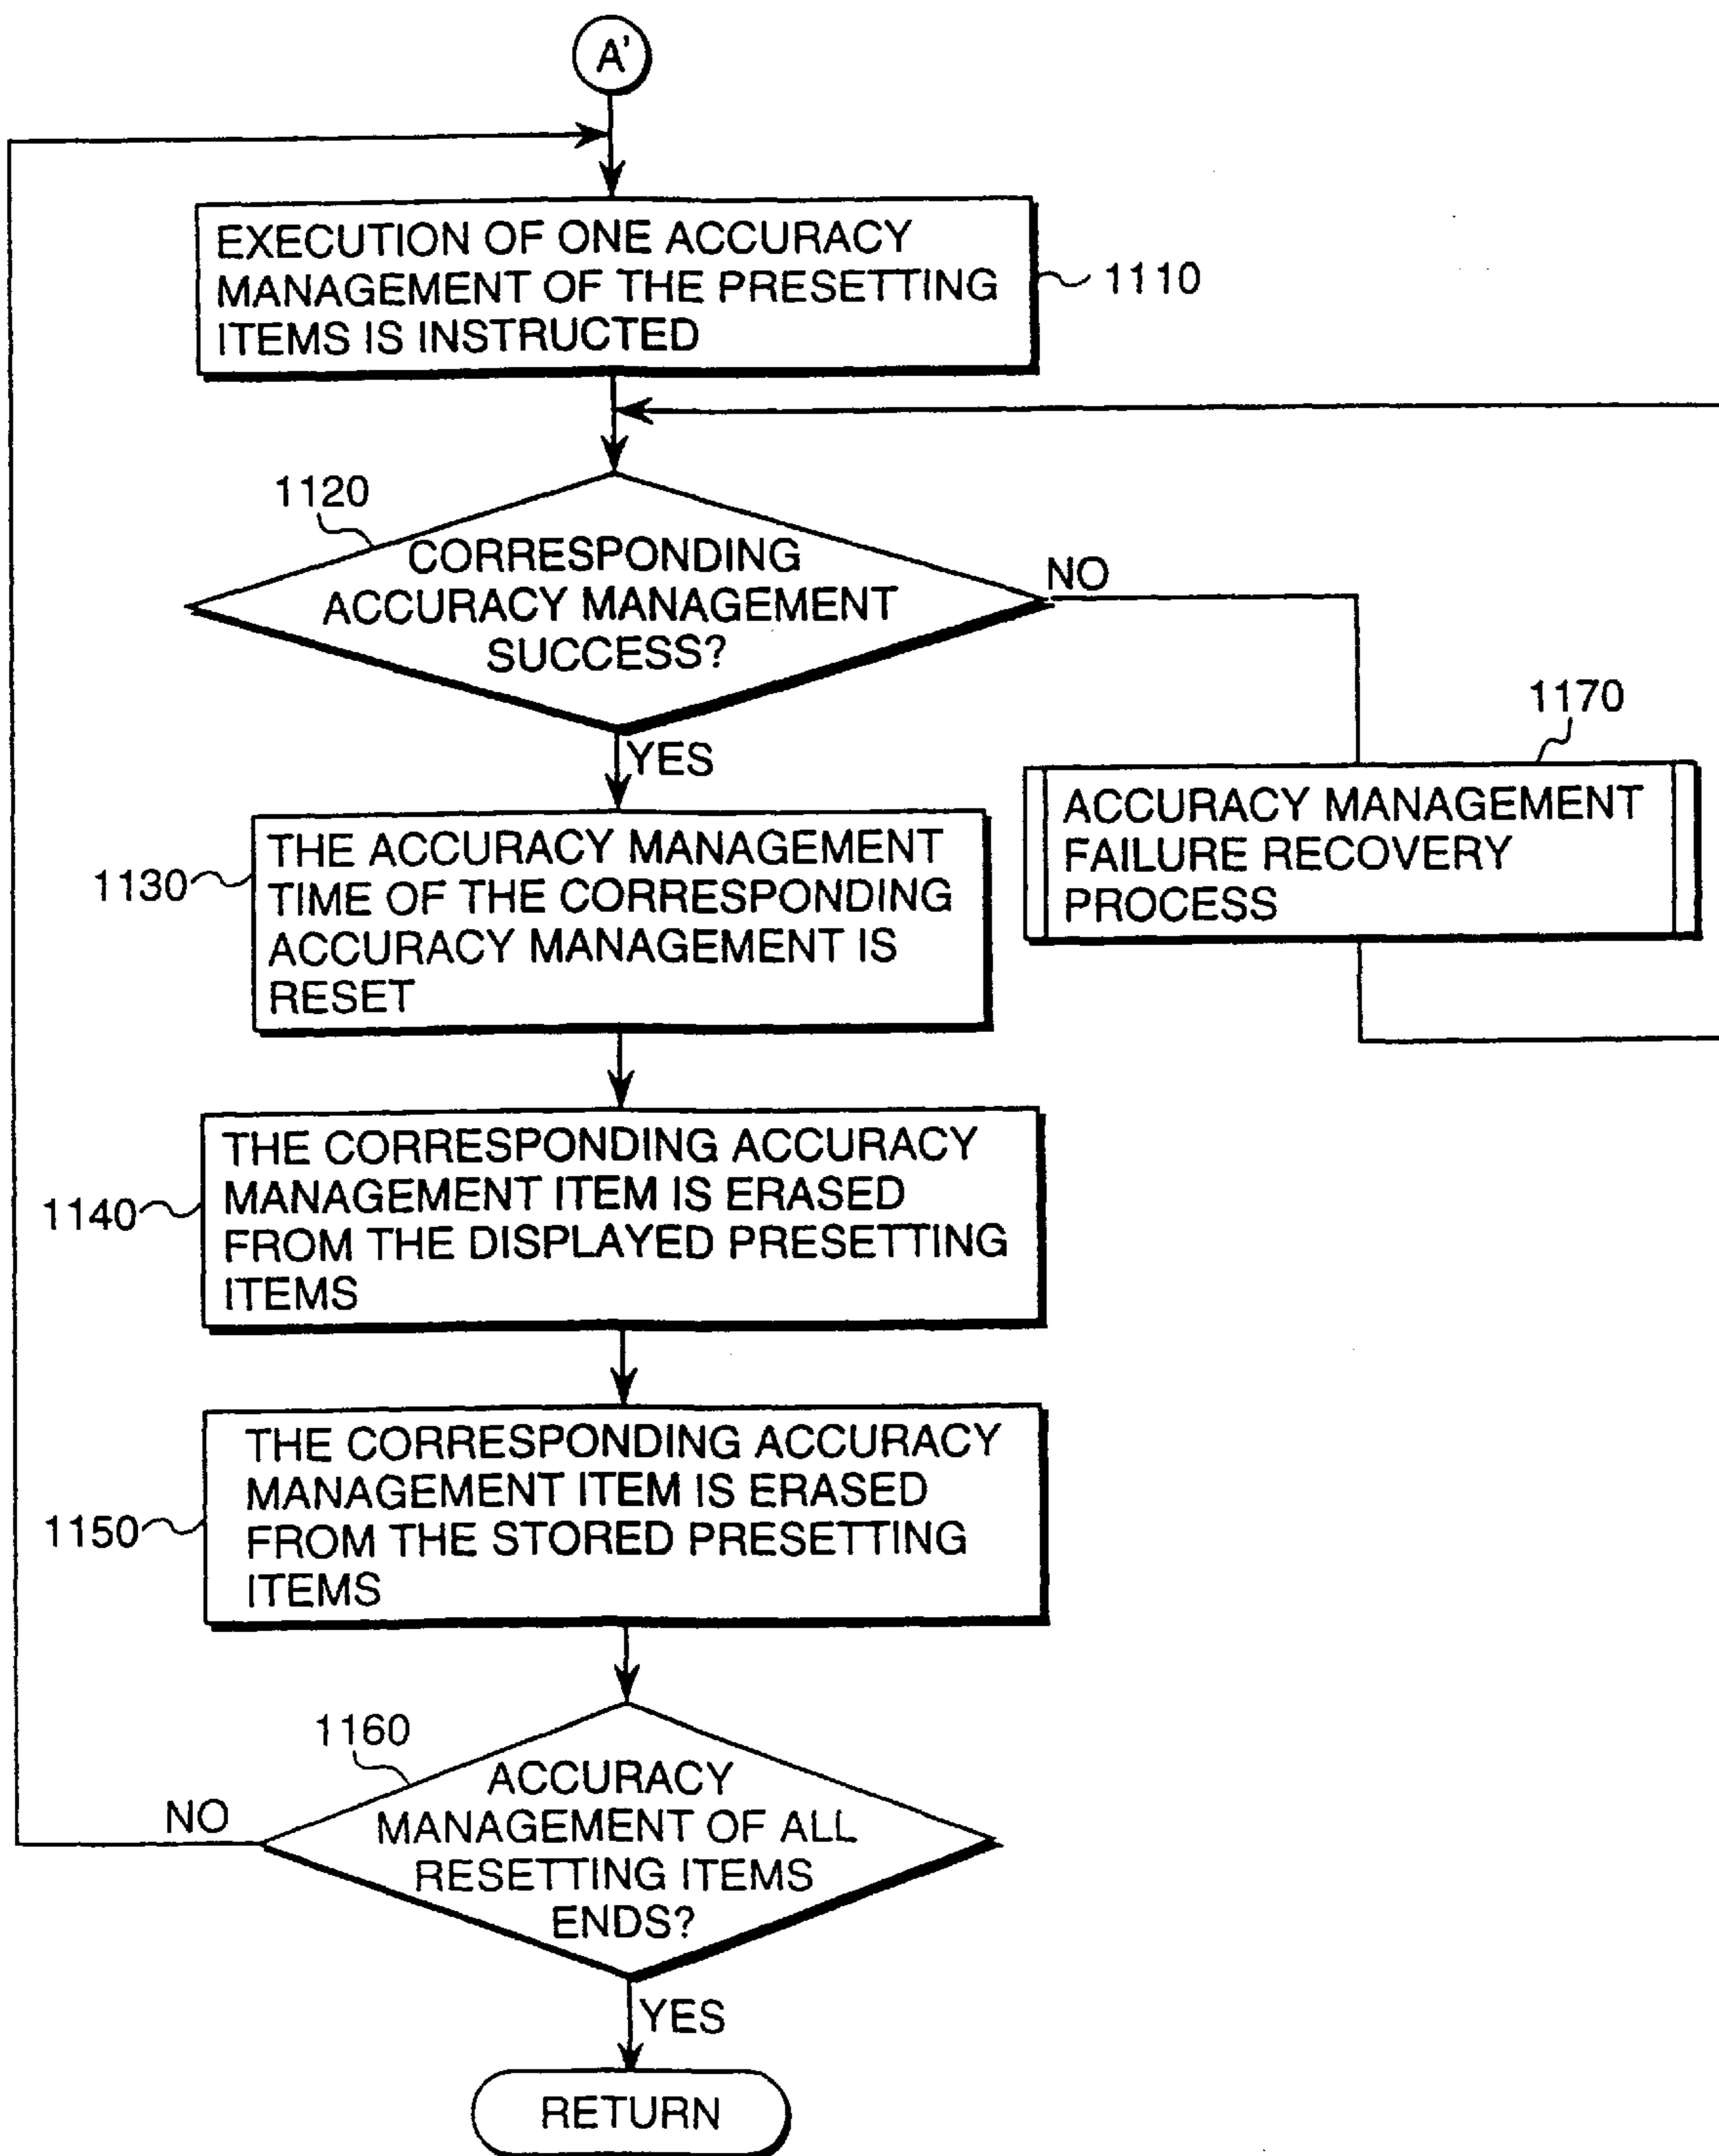 A'
EXECUTION OF ONE ACCURACY
MANAGEMENT OF THE PRESETTING
ITEMS IS INSTRUCTED
1110
1120
CORRESPONDING
ACCURACY MANAGEMENT
SUCCESS?
NO
YES
1170
ACCURACY MANAGEMENT
FAILURE RECOVERY
PROCESS
1130
THE ACCURACY MANAGEMENT
TIME OF THE CORRESPONDING
ACCURACY MANAGEMENT IS
RESET
1140
THE CORRESPONDING ACCURACY
MANAGEMENT ITEM IS ERASED
FROM THE DISPLAYED PRESETTING
ITEMS
1150
THE CORRESPONDING ACCURACY
MANAGEMENT ITEM IS ERASED
FROM THE STORED PRESETTING
ITEMS
1160
ACCURACY
MANAGEMENT OF ALL
RESETTING ITEMS
ENDS?
NO
YES
RETURN